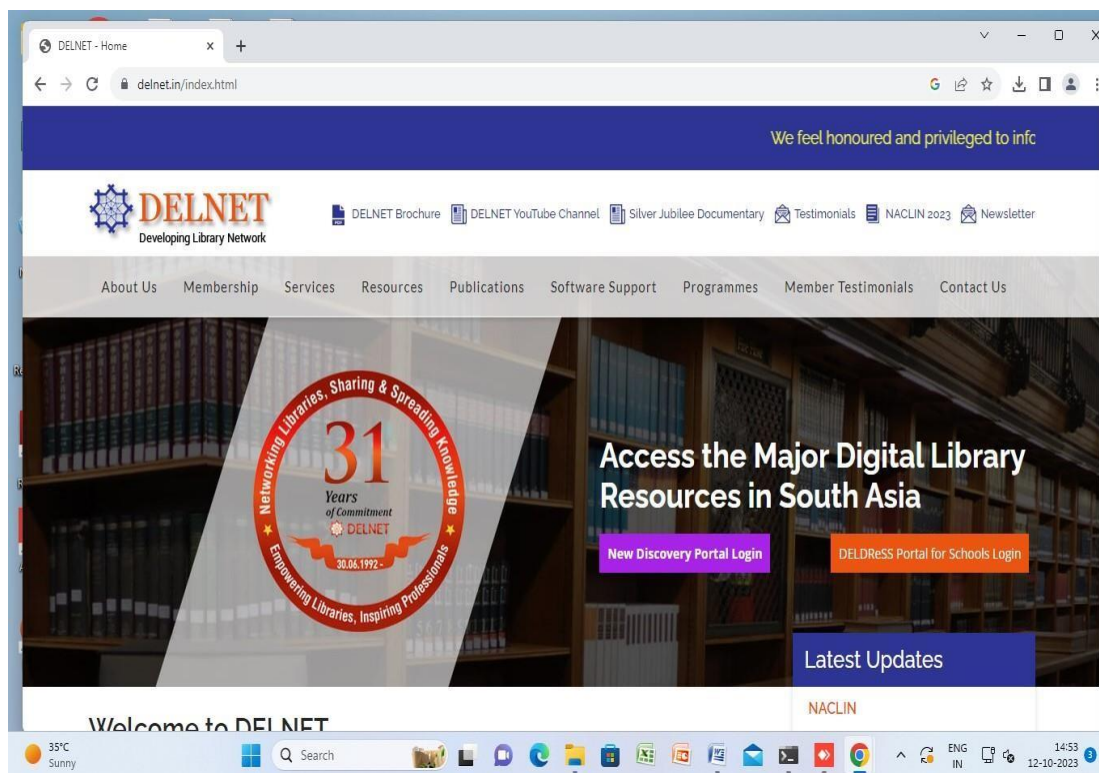 DELNET - Home
delnet.in/index.html
We feel honoured and privileged to info
DELNET
Developing Library Network
DELNET Brochure DELNET YouTube Channel Silver Jubilee Documentary Testimonials NACLIN 2023 Newsletter
About Us Membership Services Resources Publications Software Support Programmes Member Testimonials Contact Us
Networking Libraries, Sharing & Spreading Knowledge
31
Years
of Commitment
DELNET
30.06.1992 -
Empowering Libraries, Inspiring Professionals
Access the Major Digital Library
Resources in South Asia
New Discovery Portal Login DELDReSS Portal for Schools Login
Latest Updates
NACLIN
Welcome to DELNET
35°C
Sunny
Search
ENG
IN
14:53
12-10-2023
3